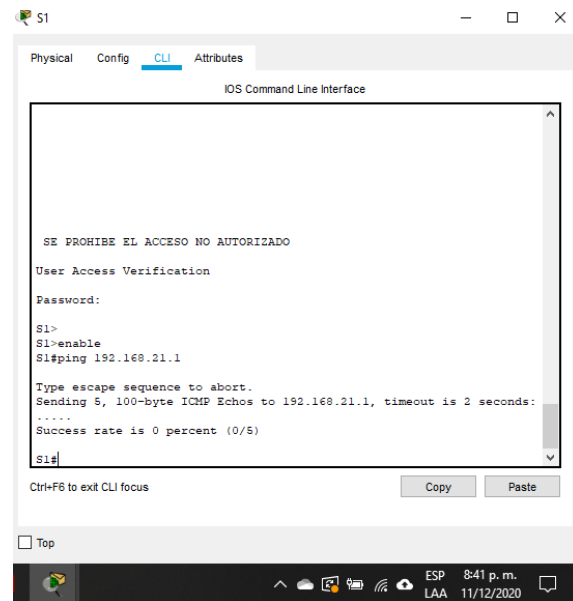 S1
Physical Config CLI Attributes
IOS Command Line Interface
SE PROHIBE EL ACCESO NO AUTORIZADO
User Access Verification
Password:
S1>
S1>enable
S1#ping 192.168.21.1
Type escape sequence to abort.
Sending 5, 100-byte ICMP Echos to 192.168.21.1, timeout is 2 seconds:
.....
Success rate is 0 percent (0/5)
S1#
Ctrl+F6 to exit CLI focus
Copy
Paste
Top
ESP 8:41 p. m.
LAA 11/12/2020